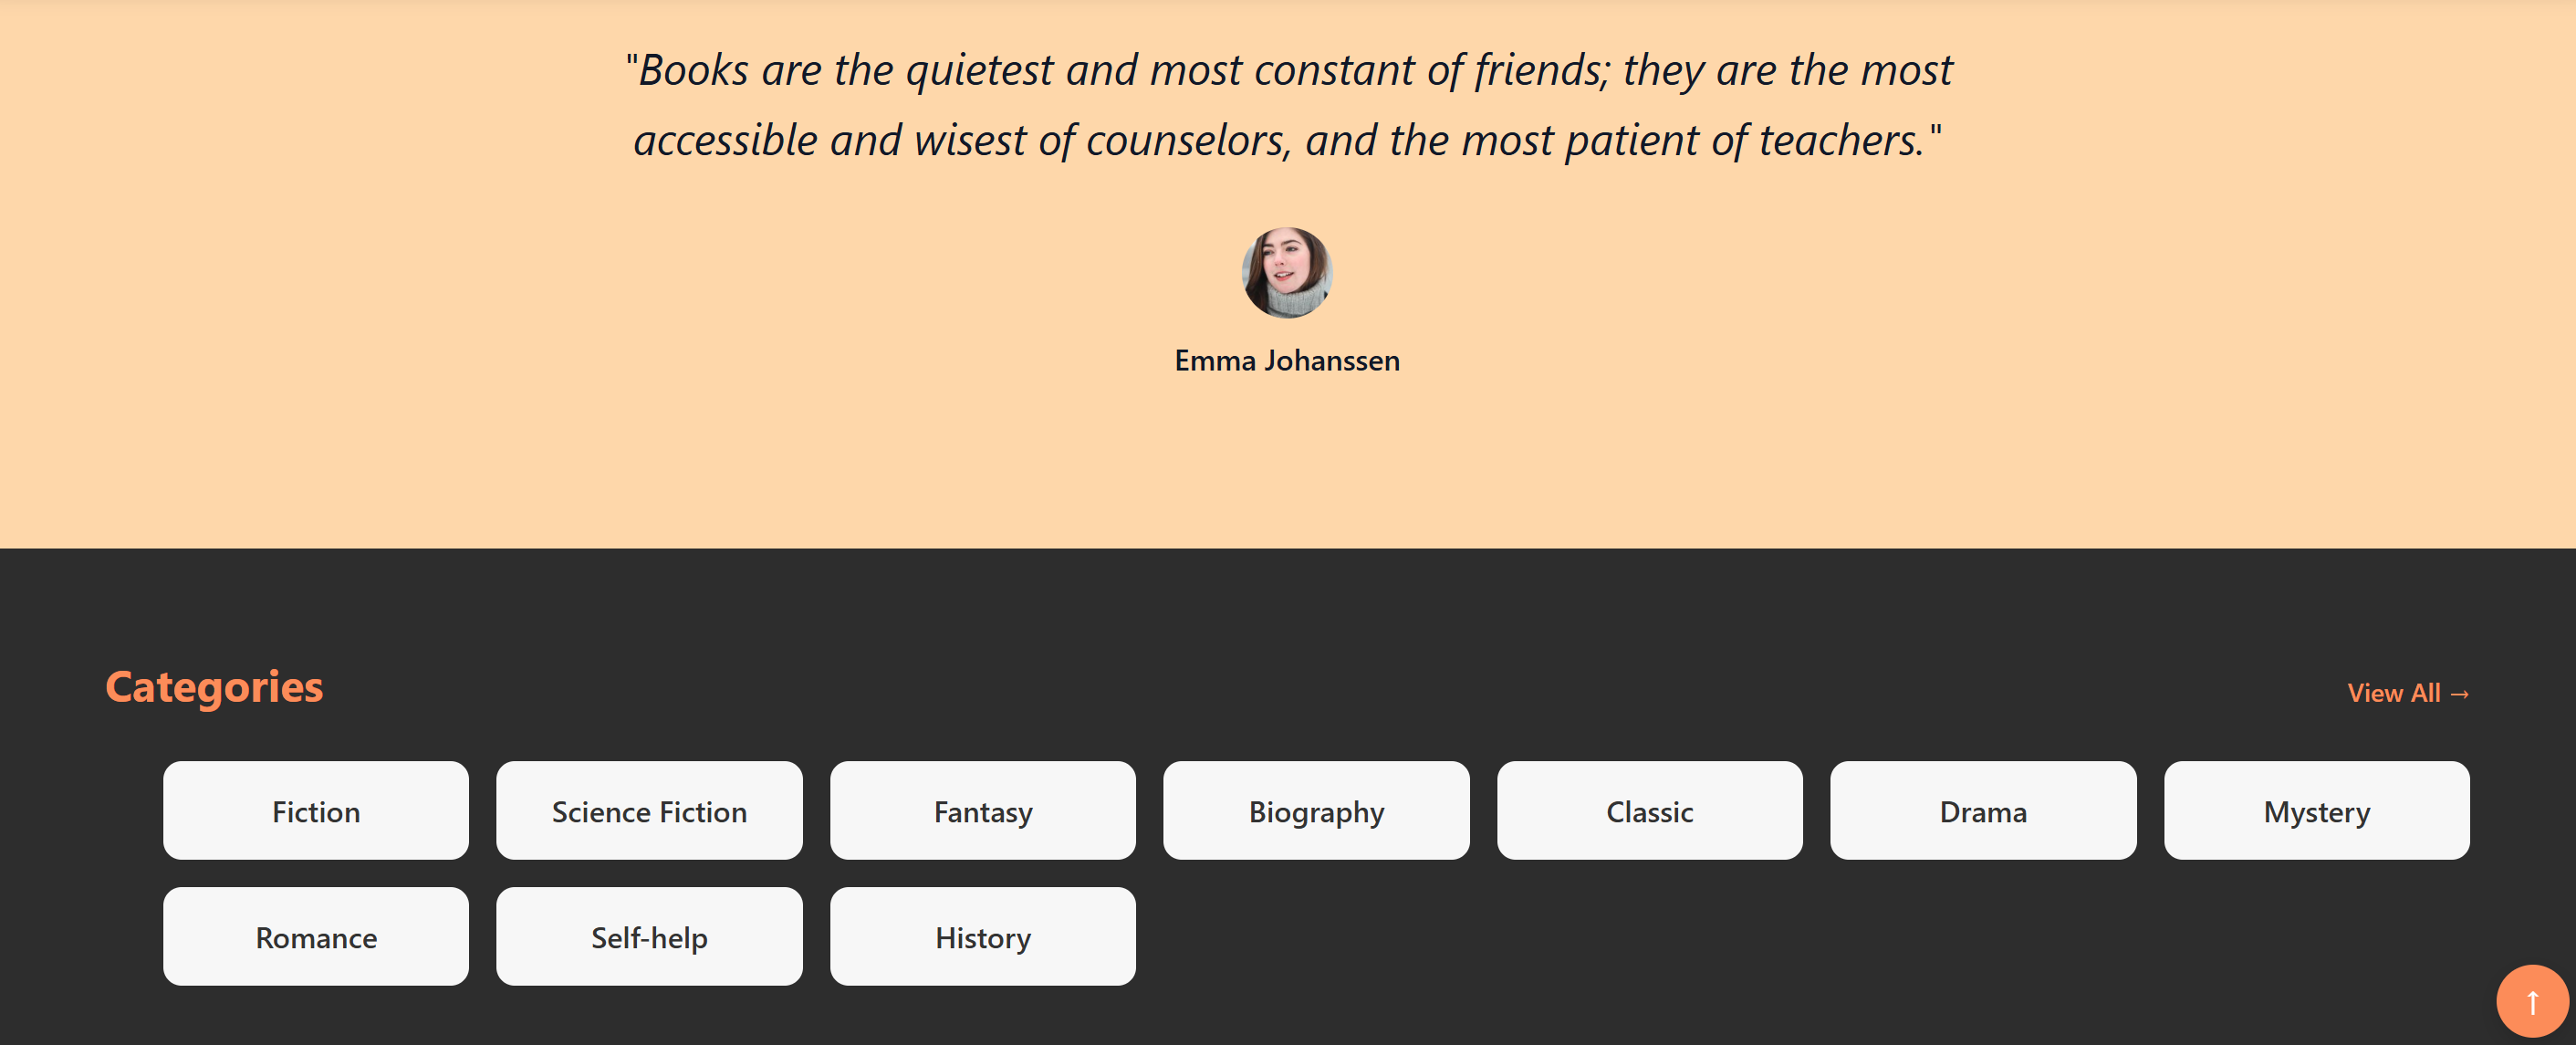 "Books are the quietest and most constant of friends; they are the most
accessible and wisest of counselors, and the most patient of teachers."
Emma Johanssen
Categories
View All →
Fiction
Science Fiction
Fantasy
Biography
Classic
Drama
Mystery
Romance
Self-help
History
↑